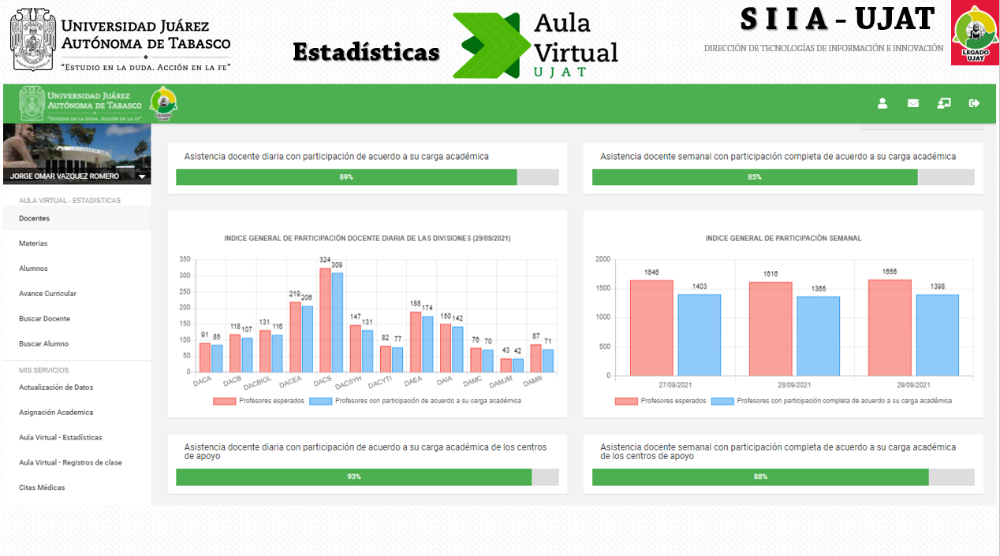 UNIVERSIDAD JUÁREZ
AUTÓNOMA DE TABASCO
“ESTUDIO EN LA DUDA. ACCIÓN EN LA FE”
Estadísticas
Aula
Virtual
UJAT
SIIA - UJAT
DIRECCIÓN DE TECNOLOGÍAS DE INFORMACIÓN E INNOVACIÓN
LEGADO
UJAT
UNIVERSIDAD JUÁREZ
AUTÓNOMA DE TABASCO
“ESTUDIO EN LA DUDA. ACCIÓN EN LA FE”
LEGADO
UJAT
JORGE OMAR VAZQUEZ ROMERO
AULA VIRTUAL - ESTADISTICAS
Docentes
Materias
Alumnos
Avance Curricular
Buscar Docente
Buscar Alumno
MIS SERVICIOS
Actualización de Datos
Asignación Academica
Aula Virtual - Estadísticas
Aula Virtual - Registros de clase
Citas Médicas
Asistencia docente diaria con participación de acuerdo a su carga académica
89%
Asistencia docente semanal con participación completa de acuerdo a su carga académica
85%
INDICE GENERAL DE PARTICIPACIÓN DOCENTE DIARIA DE LAS DIVISIONES (29/09/2021)
350
300
250
200
150
100
50
0
91 85
118 107
131 116
219 206
324 309
147 131
82 77
188 174
150 142
76 70
43 42
87 71
DACA DACB DACBIOL DACEA DACS DACSYH DACYTI DAEA DAIA DAMC DAMJM DAMR
Profesores esperados Profesores con participación de acuerdo a su carga académica
INDICE GENERAL DE PARTICIPACIÓN SEMANAL
2000
1500
1000
500
0
1646 1403
1616 1365
1656 1398
27/09/2021 28/09/2021 29/09/2021
Profesores esperados Profesores con participación completa de acuerdo a su carga académica
Asistencia docente diaria con participación de acuerdo a su carga académica de los centros
de apoyo
93%
Asistencia docente semanal con participación completa de acuerdo a su carga académica
de los centros de apoyo
88%